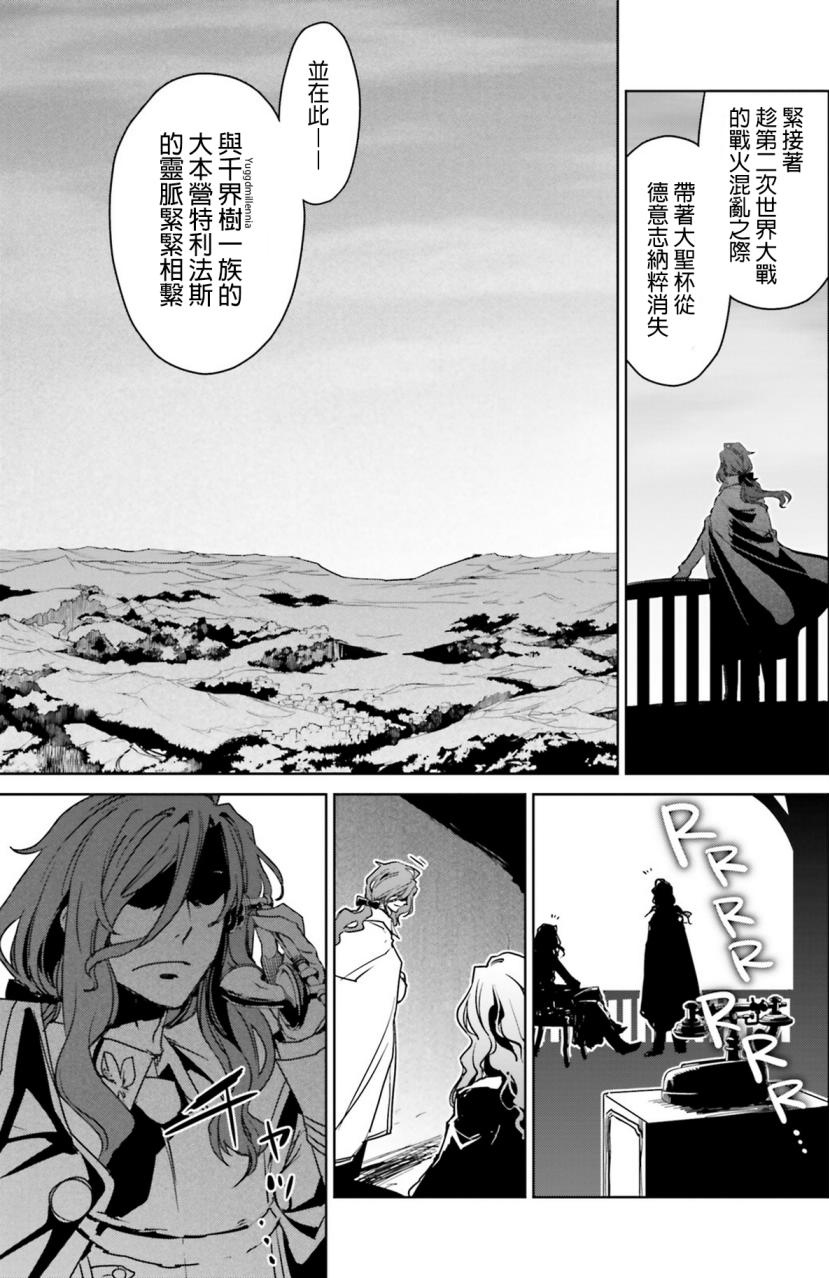 緊接著
趁第二次世界大戰
的戰火混亂之際
帶著大聖杯從
德意志納粹消失
並在此——
與千界樹一族的
Yuggdmillennia
大本營特利法斯
的靈脈緊緊相繫
RRRRRRRR…
チャッ…